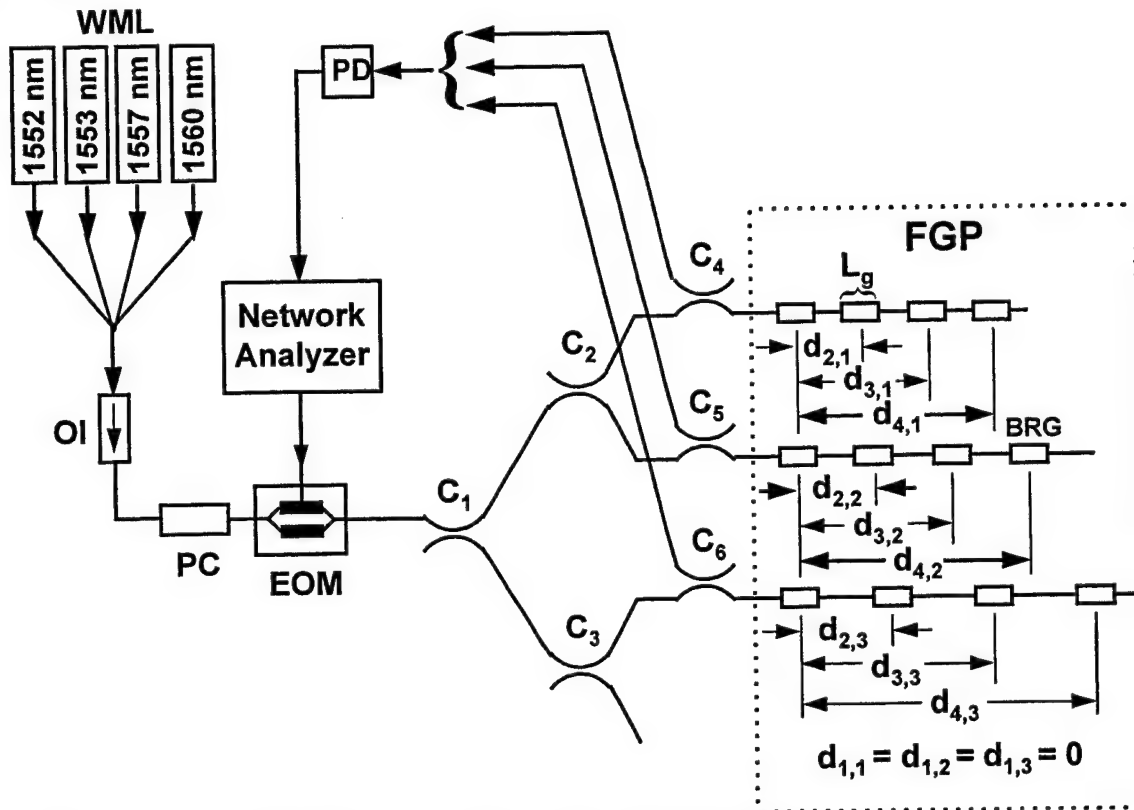 WML
1552 nm
1553 nm
1557 nm
1560 nm
PD
Network
Analyzer
OI
PC
EOM
C1
C2
C3
C4
C5
C6
FGP
Lg
d2,1
d3,1
d4,1
BRG
d2,2
d3,2
d4,2
d2,3
d3,3
d4,3
d1,1 = d1,2 = d1,3 = 0